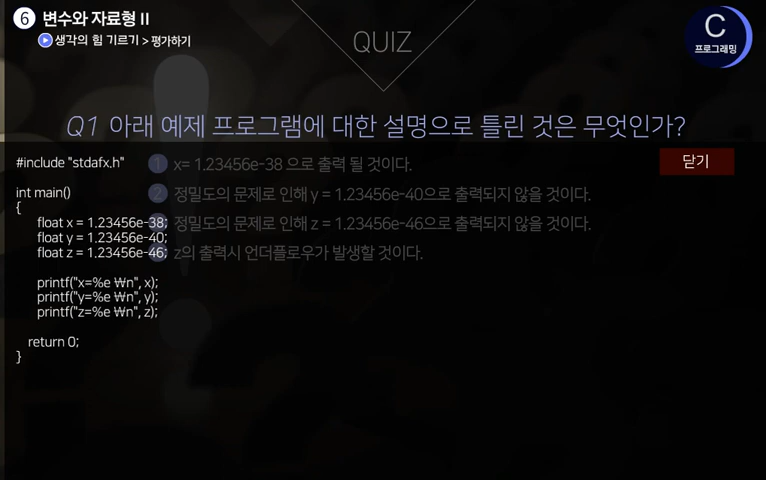 6 변수와 자료형 II
생각의 힘 기르기 > 평가하기
QUIZ
C
프로그래밍
Q1 아래 예제 프로그램에 대한 설명으로 틀린 것은 무엇인가?
닫기
#include "stdafx.h"
int main()
{
float x = 1.23456e-38;
float y = 1.23456e-40;
float z = 1.23456e-46;
printf("x=%e ₩n", x);
printf("y=%e ₩n", y);
printf("z=%e ₩n", z);
return 0;
}
1 x= 1.23456e-38 으로 출력 될 것이다.
2 정밀도의 문제로 인해 y = 1.23456e-40으로 출력되지 않을 것이다.
3 정밀도의 문제로 인해 z = 1.23456e-46으로 출력되지 않을 것이다.
z의 출력시 언더플로우가 발생할 것이다.